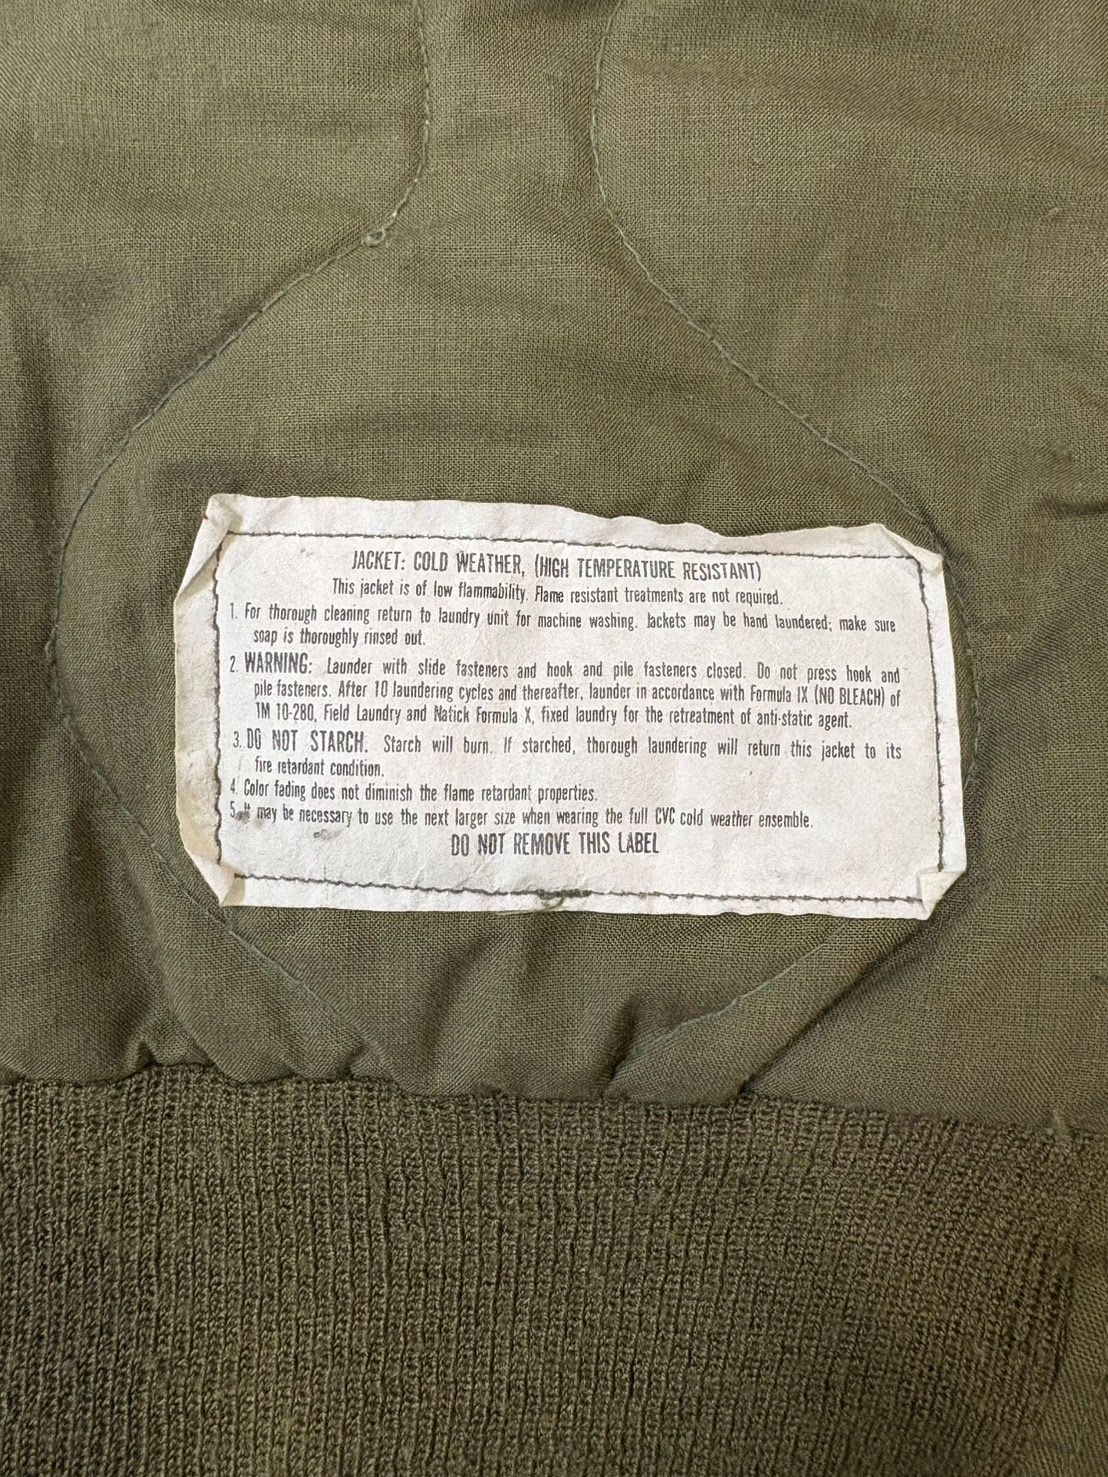 JACKET: COLD WEATHER, (HIGH TEMPERATURE RESISTANT)
This jacket is of low flammability. Flame resistant treatments are not required.
1. For thorough cleaning return to laundry unit for machine washing. Jackets may be hand laundered; make sure
soap is thoroughly rinsed out.
2. WARNING: Launder with slide fasteners and hook and pile fasteners closed. Do not press hook and
pile fasteners. After 10 laundering cycles and thereafter, launder in accordance with Formula IX (NO BLEACH) of
TM 10-280, Field Laundry and Natick Formula X, fixed laundry for the retreatment of anti-static agent.
3. DO NOT STARCH. Starch will burn. If starched, thorough laundering will return this jacket to its
fire retardant condition.
4. Color fading does not diminish the flame retardant properties.
5. It may be necessary to use the next larger size when wearing the full CVC cold weather ensemble.
DO NOT REMOVE THIS LABEL